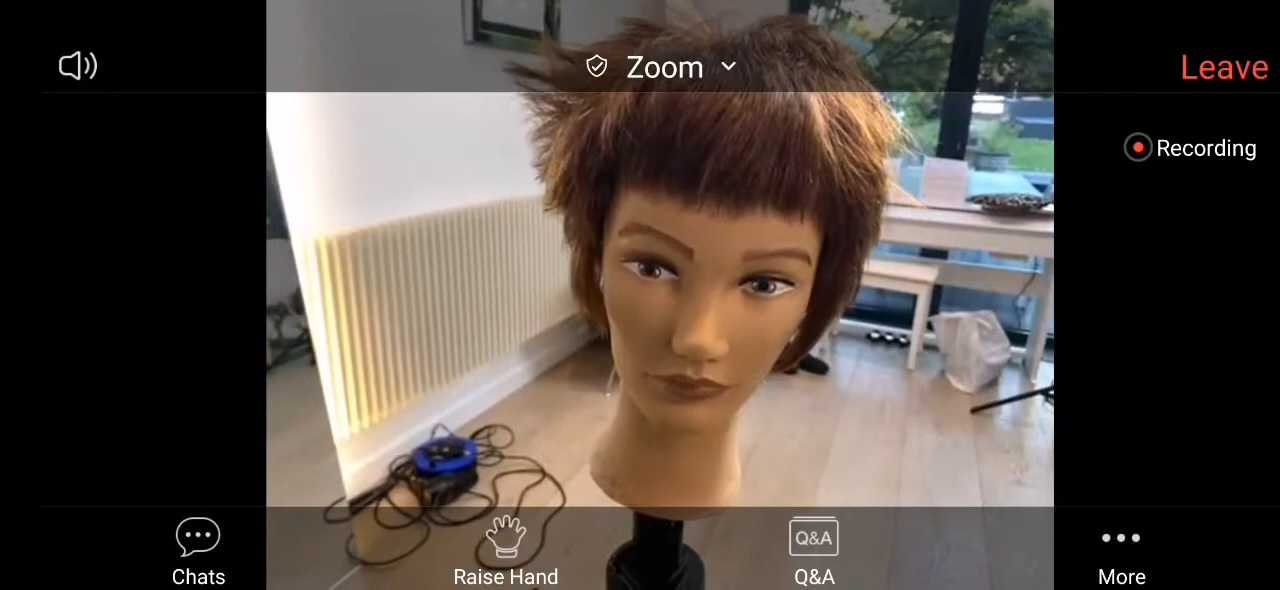 Zoom
Leave
Recording
Chats
Raise Hand
Q&A
Q&A
More